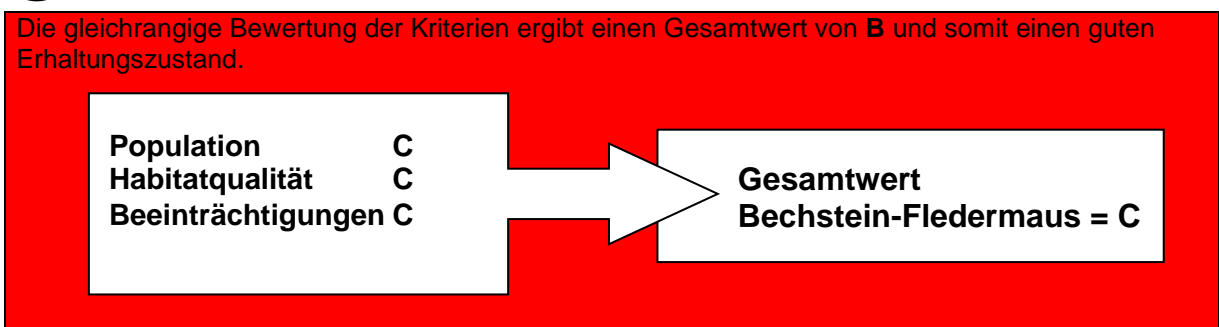 Die gleichrangige Bewertung der Kriterien ergibt einen Gesamtwert von B und somit einen guten
Erhaltungszustand.
Population C
Habitatqualität C
Beeinträchtigungen C
Gesamtwert
Bechstein-Fledermaus = C